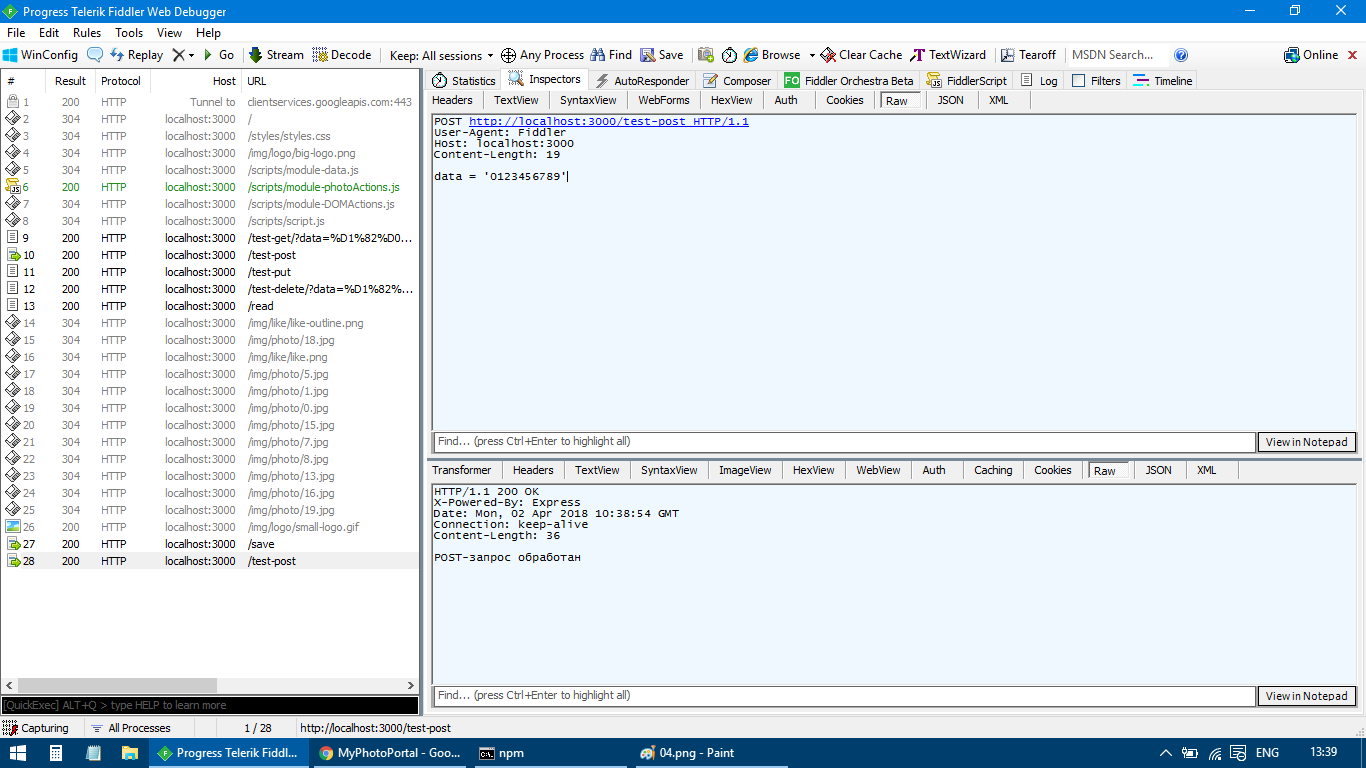 Progress Telerik Fiddler Web Debugger
File Edit Rules Tools View Help
WinConfig Replay Go Stream Decode Keep: All sessions Any Process Find Save Browse Clear Cache TextWizard Tearoff MSDN Search... Online
# Result Protocol Host URL
1 200 HTTP Tunnel to clientservices.googleapis.com:443
2 304 HTTP localhost:3000 /
3 304 HTTP localhost:3000 /styles/styles.css
4 304 HTTP localhost:3000 /img/logo/big-logo.png
5 304 HTTP localhost:3000 /scripts/module-data.js
6 200 HTTP localhost:3000 /scripts/module-photoActions.js
7 304 HTTP localhost:3000 /scripts/module-DOMActions.js
8 304 HTTP localhost:3000 /scripts/script.js
9 200 HTTP localhost:3000 /test-get/?data=%D1%82%D0...
10 200 HTTP localhost:3000 /test-post
11 200 HTTP localhost:3000 /test-put
12 200 HTTP localhost:3000 /test-delete/?data=%D1%82%...
13 200 HTTP localhost:3000 /read
14 304 HTTP localhost:3000 /img/like/like-outline.png
15 304 HTTP localhost:3000 /img/photo/18.jpg
16 304 HTTP localhost:3000 /img/like/like.png
17 304 HTTP localhost:3000 /img/photo/5.jpg
18 304 HTTP localhost:3000 /img/photo/1.jpg
19 304 HTTP localhost:3000 /img/photo/0.jpg
20 304 HTTP localhost:3000 /img/photo/15.jpg
21 304 HTTP localhost:3000 /img/photo/7.jpg
22 304 HTTP localhost:3000 /img/photo/8.jpg
23 304 HTTP localhost:3000 /img/photo/13.jpg
24 304 HTTP localhost:3000 /img/photo/16.jpg
25 304 HTTP localhost:3000 /img/photo/19.jpg
26 200 HTTP localhost:3000 /img/logo/small-logo.gif
27 200 HTTP localhost:3000 /save
28 200 HTTP localhost:3000 /test-post
[QuickExec] ALT+Q > type HELP to learn more
Statistics Inspectors AutoResponder Composer FO Fiddler Orchestra Beta FiddlerScript Log Filters Timeline
Headers TextView SyntaxView WebForms HexView Auth Cookies Raw JSON XML
POST http://localhost:3000/test-post HTTP/1.1
User-Agent: Fiddler
Host: localhost:3000
Content-Length: 19
data = '0123456789'
Find... (press Ctrl+Enter to highlight all) View in Notepad
Transformer Headers TextView SyntaxView ImageView HexView WebView Auth Caching Cookies Raw JSON XML
HTTP/1.1 200 OK
X-Powered-By: Express
Date: Mon, 02 Apr 2018 10:38:54 GMT
Connection: keep-alive
Content-Length: 36
POST-запрос обработан
Find... (press Ctrl+Enter to highlight all) View in Notepad
Capturing All Processes 1 / 28 http://localhost:3000/test-post
Progress Telerik Fiddl... MyPhotoPortal - Goo... npm 04.png - Paint ENG 13:39